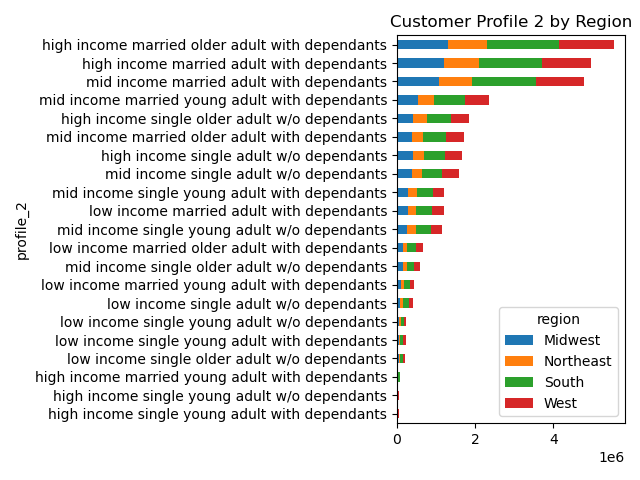 Customer Profile 2 by Region
profile_2
high income married older adult with dependants
high income married adult with dependants
mid income married adult with dependants
mid income married young adult with dependants
high income single older adult w/o dependants
mid income married older adult with dependants
high income single adult w/o dependants
mid income single adult w/o dependants
mid income single young adult with dependants
low income married adult with dependants
mid income single young adult w/o dependants
low income married older adult with dependants
mid income single older adult w/o dependants
low income married young adult with dependants
low income single adult w/o dependants
low income single young adult w/o dependants
low income single young adult with dependants
low income single older adult w/o dependants
high income married young adult with dependants
high income single young adult w/o dependants
high income single young adult with dependants
region
Midwest
Northeast
South
West
0 2 4
1e6